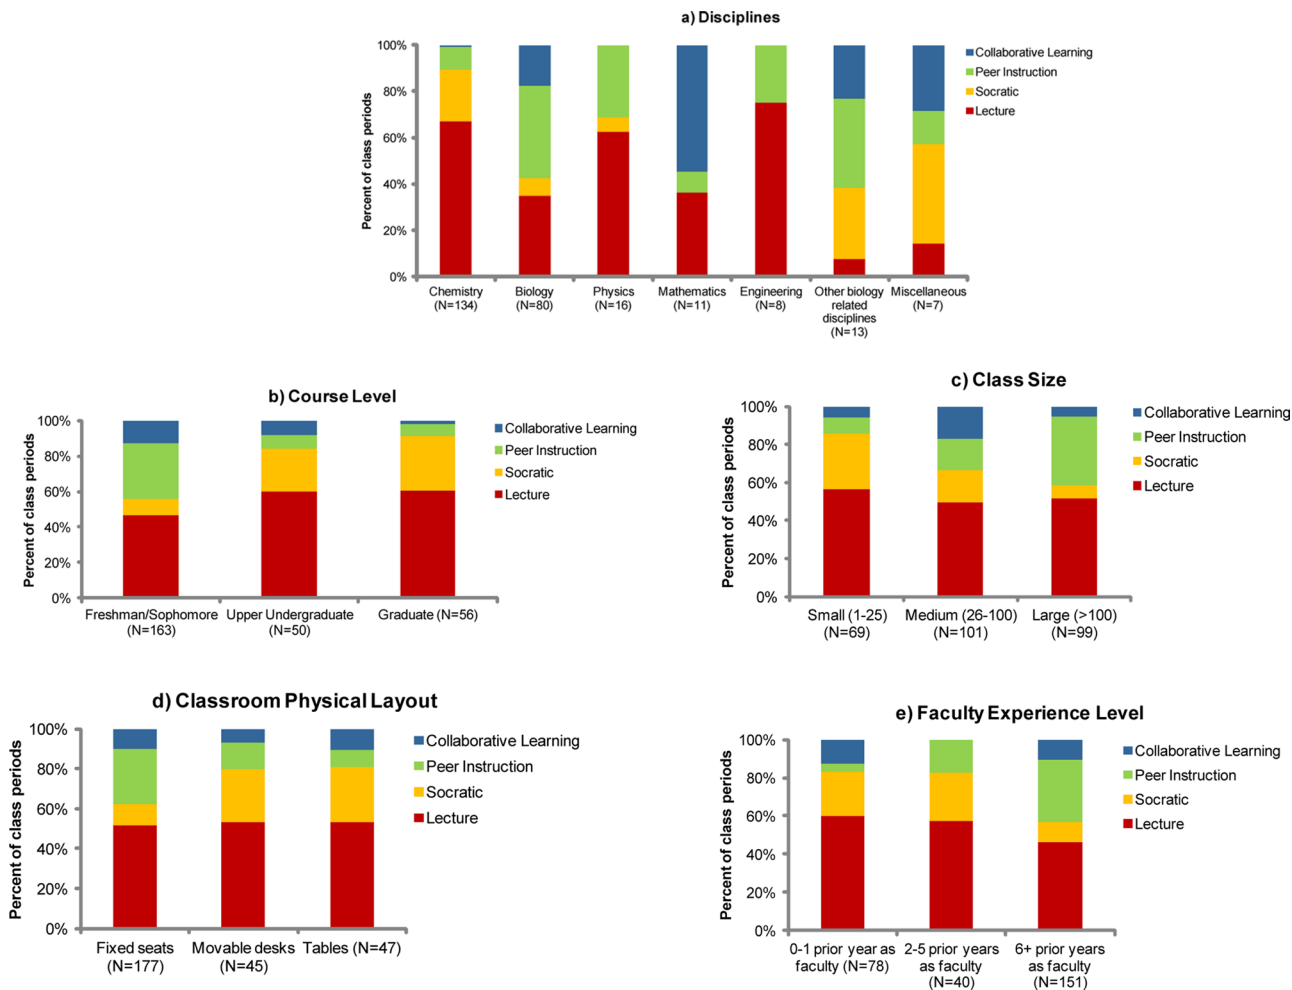 a) Disciplines
Percent of class periods
100%
80%
60%
40%
20%
0%
Chemistry
(N=134)
Biology
(N=80)
Physics
(N=16)
Mathematics
(N=11)
Engineering
(N=8)
Other biology
related
disciplines
(N=13)
Miscellaneous
(N=7)
Collaborative Learning
Peer Instruction
Socratic
Lecture
b) Course Level
Percent of class periods
100%
80%
60%
40%
20%
0%
Freshman/Sophomore
(N=163)
Upper Undergraduate
(N=50)
Graduate (N=56)
Collaborative Learning
Peer Instruction
Socratic
Lecture
c) Class Size
Percent of class periods
100%
80%
60%
40%
20%
0%
Small (1-25)
(N=69)
Medium (26-100)
(N=101)
Large (>100)
(N=99)
Collaborative Learning
Peer Instruction
Socratic
Lecture
d) Classroom Physical Layout
Percent of class periods
100%
80%
60%
40%
20%
0%
Fixed seats
(N=177)
Movable desks
(N=45)
Tables (N=47)
Collaborative Learning
Peer Instruction
Socratic
Lecture
e) Faculty Experience Level
Percent of class periods
100%
80%
60%
40%
20%
0%
0-1 prior year as
faculty (N=78)
2-5 prior years
as faculty
(N=40)
6+ prior years
as faculty
(N=151)
Collaborative Learning
Peer Instruction
Socratic
Lecture